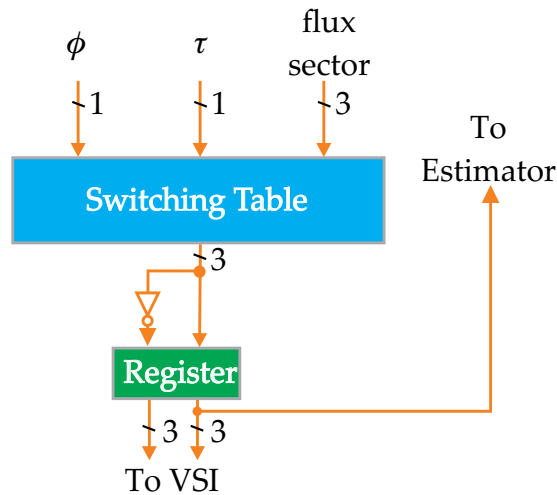 ϕ
τ
flux
sector
1
1
3
To
Estimator
Switching Table
3
Register
3
3
To VSI